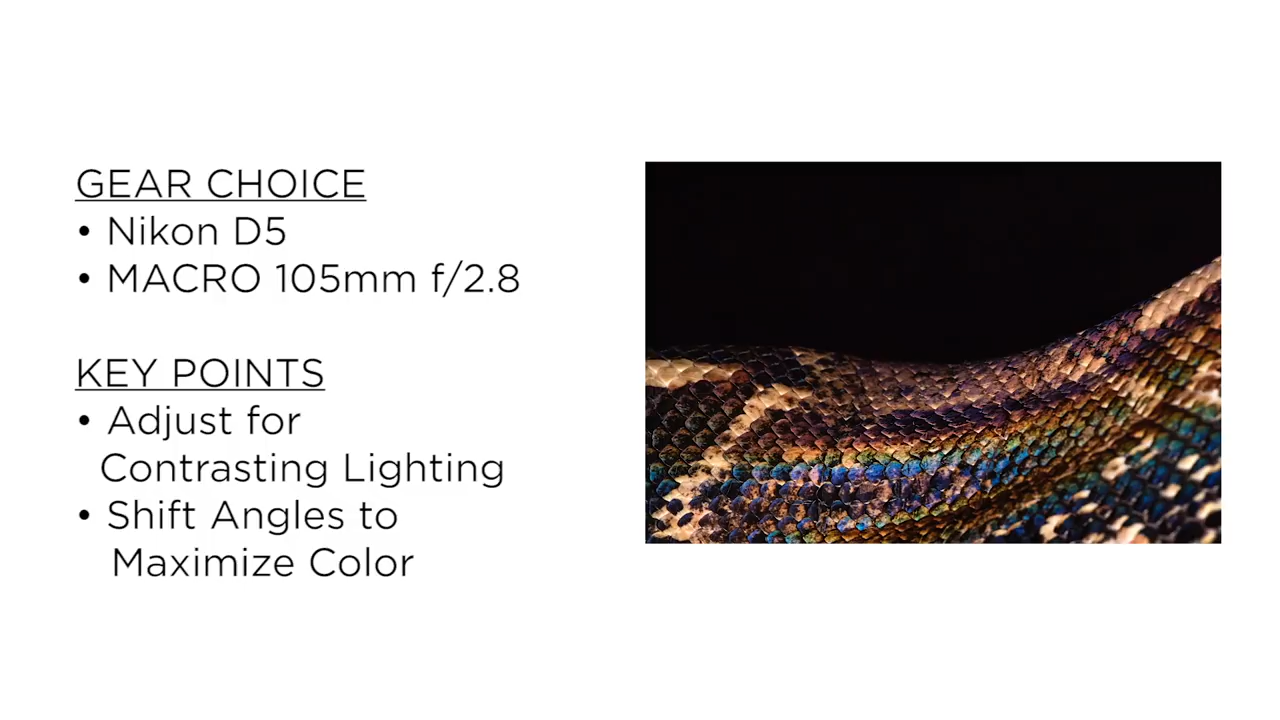 GEAR CHOICE
• Nikon D5
• MACRO 105mm f/2.8
KEY POINTS
• Adjust for
Contrasting Lighting
• Shift Angles to
Maximize Color